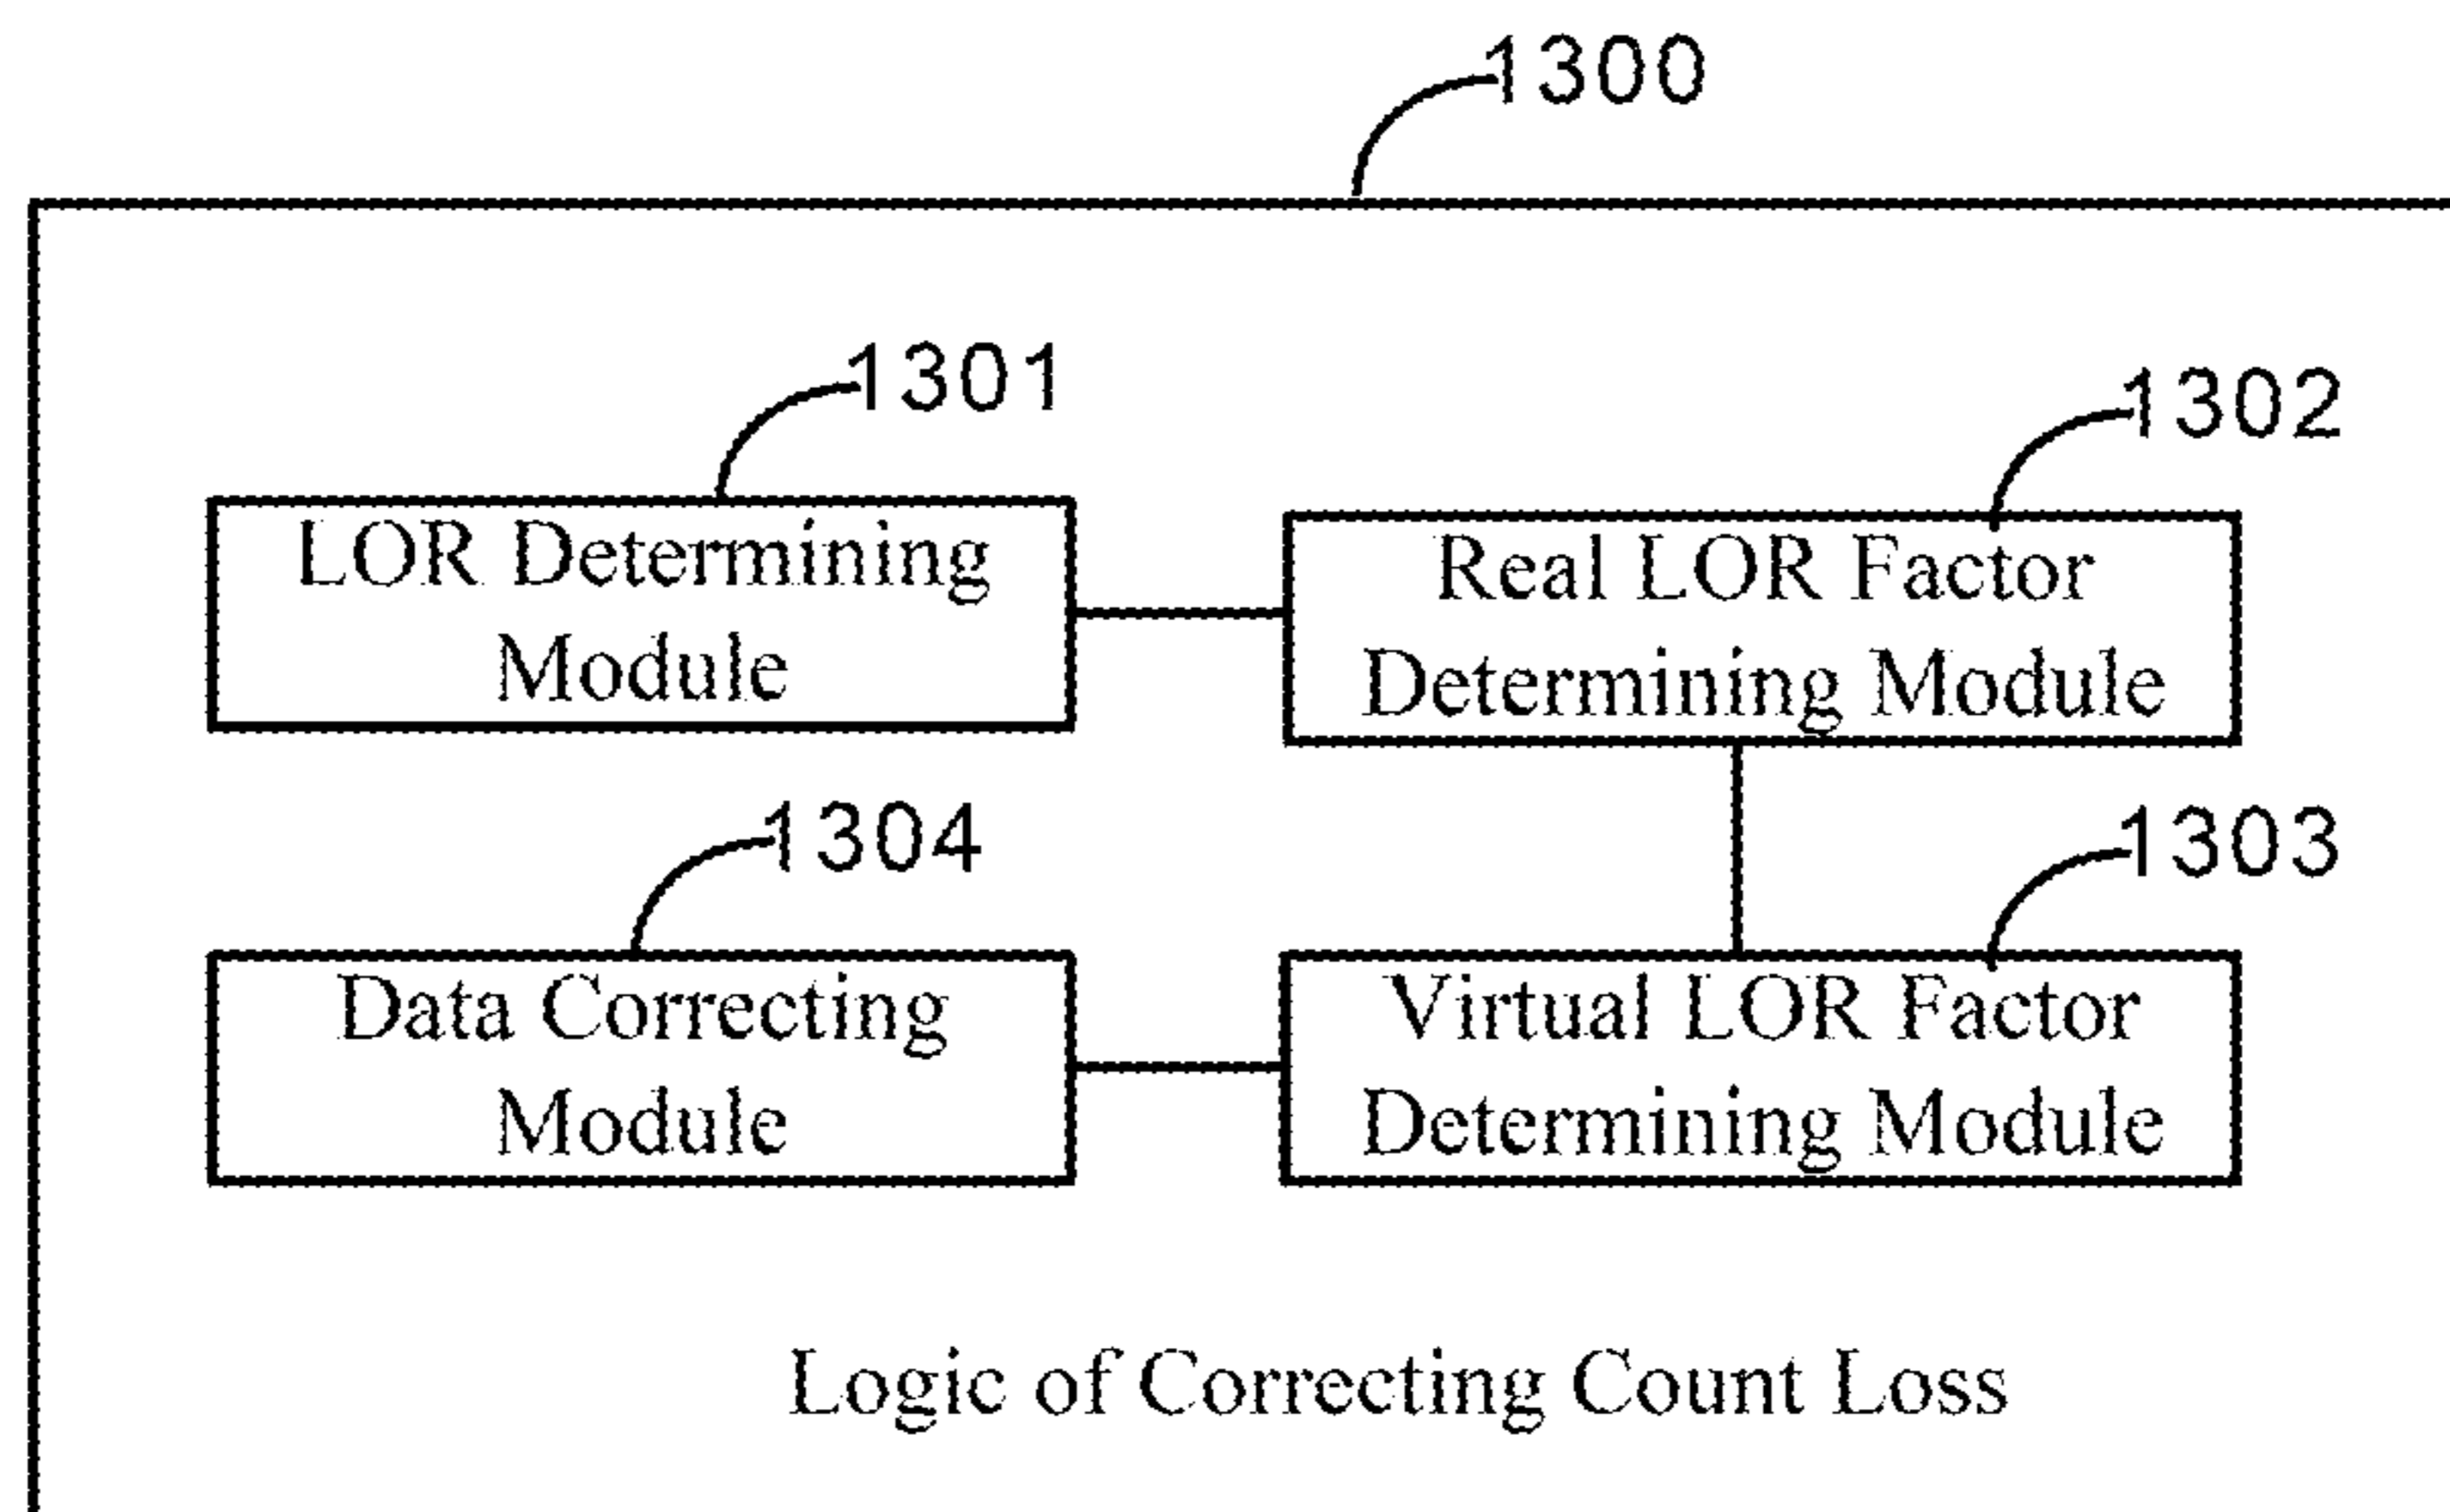 1300
1301
1302
LOR Determining
Module
Real LOR Factor
Determining Module
1304
1303
Data Correcting
Module
Virtual LOR Factor
Determining Module
Logic of Correcting Count Loss